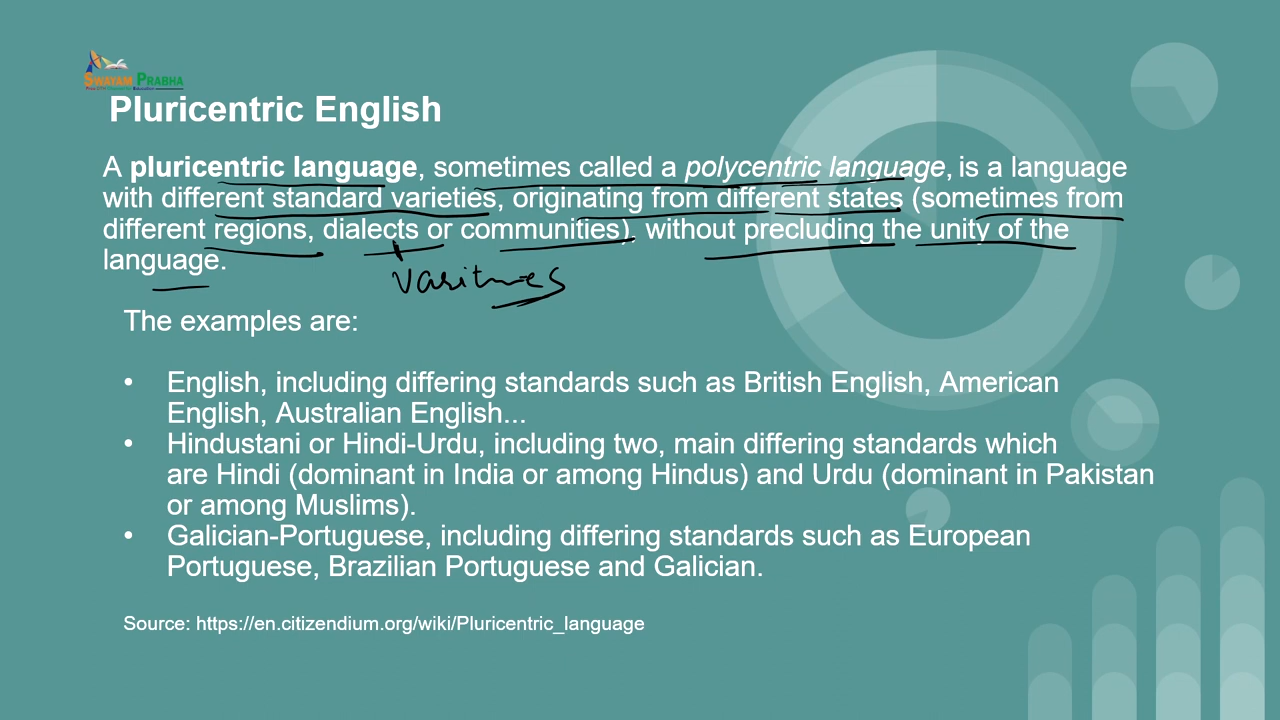 SWAYAM PRABHA
Pluricentric English
A pluricentric language, sometimes called a polycentric language, is a language
with different standard varieties, originating from different states (sometimes from
different regions, dialects or communities), without precluding the unity of the
language.
The examples are:
• English, including differing standards such as British English, American
English, Australian English...
• Hindustani or Hindi-Urdu, including two, main differing standards which
are Hindi (dominant in India or among Hindus) and Urdu (dominant in Pakistan
or among Muslims).
• Galician-Portuguese, including differing standards such as European
Portuguese, Brazilian Portuguese and Galician.
Source: https://en.citizendium.org/wiki/Pluricentric_language